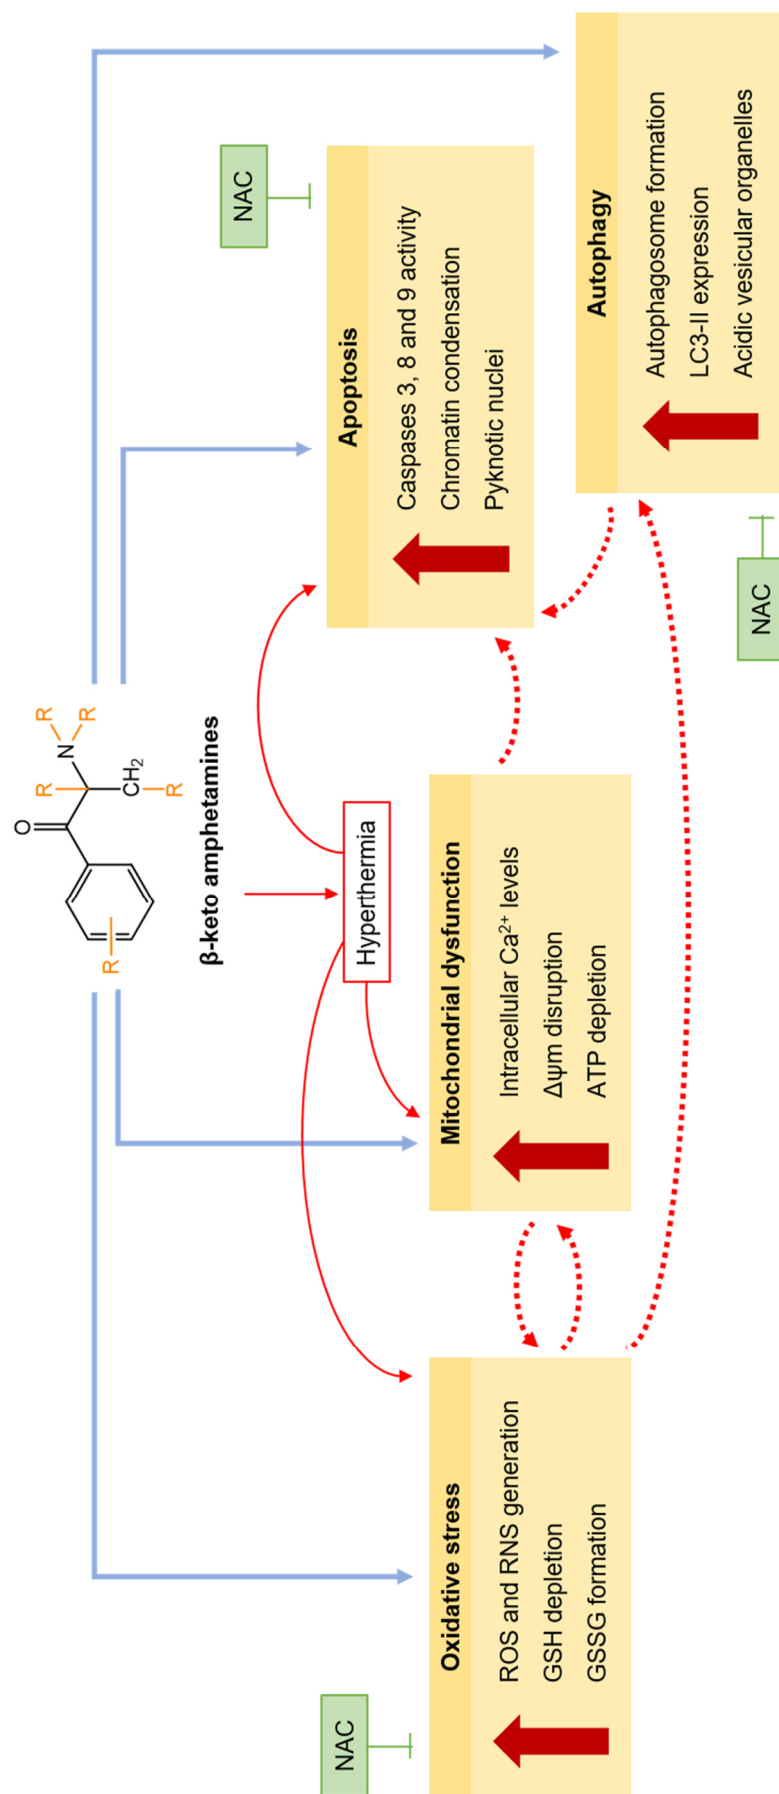 O
R
N
R
R
CH2
R
R
β-keto amphetamines
NAC
Hyperthermia
NAC
Oxidative stress
ROS and RNS generation
GSH depletion
GSSG formation
Mitochondrial dysfunction
Intracellular Ca²⁺ levels
Δψm disruption
ATP depletion
Apoptosis
Caspases 3, 8 and 9 activity
Chromatin condensation
Pyknotic nuclei
Autophagy
Autophagosome formation
LC3-II expression
Acidic vesicular organelles
NAC